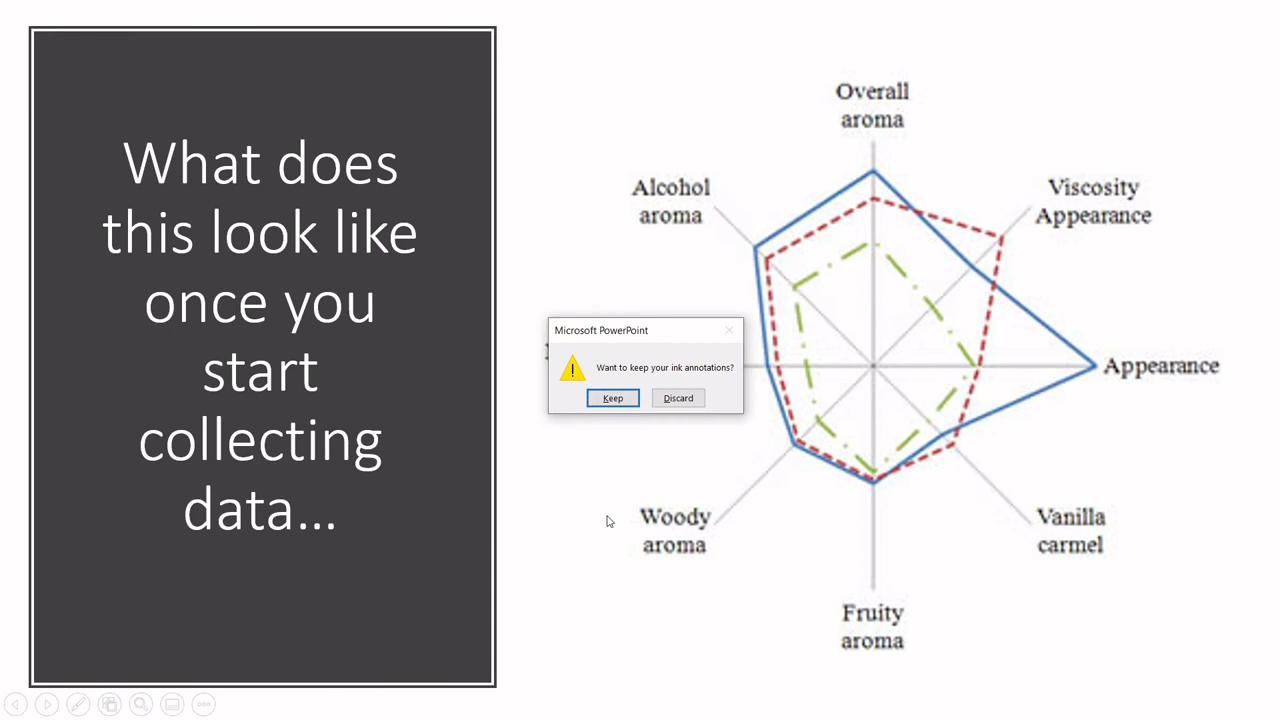 What does
this look like
once you
start
collecting
data...
Overall
aroma
Alcohol
aroma
Viscosity
Appearance
Microsoft PowerPoint
Want to keep your ink annotations?
Keep
Discard
Appearance
Woody
aroma
Vanilla
carmel
Fruity
aroma